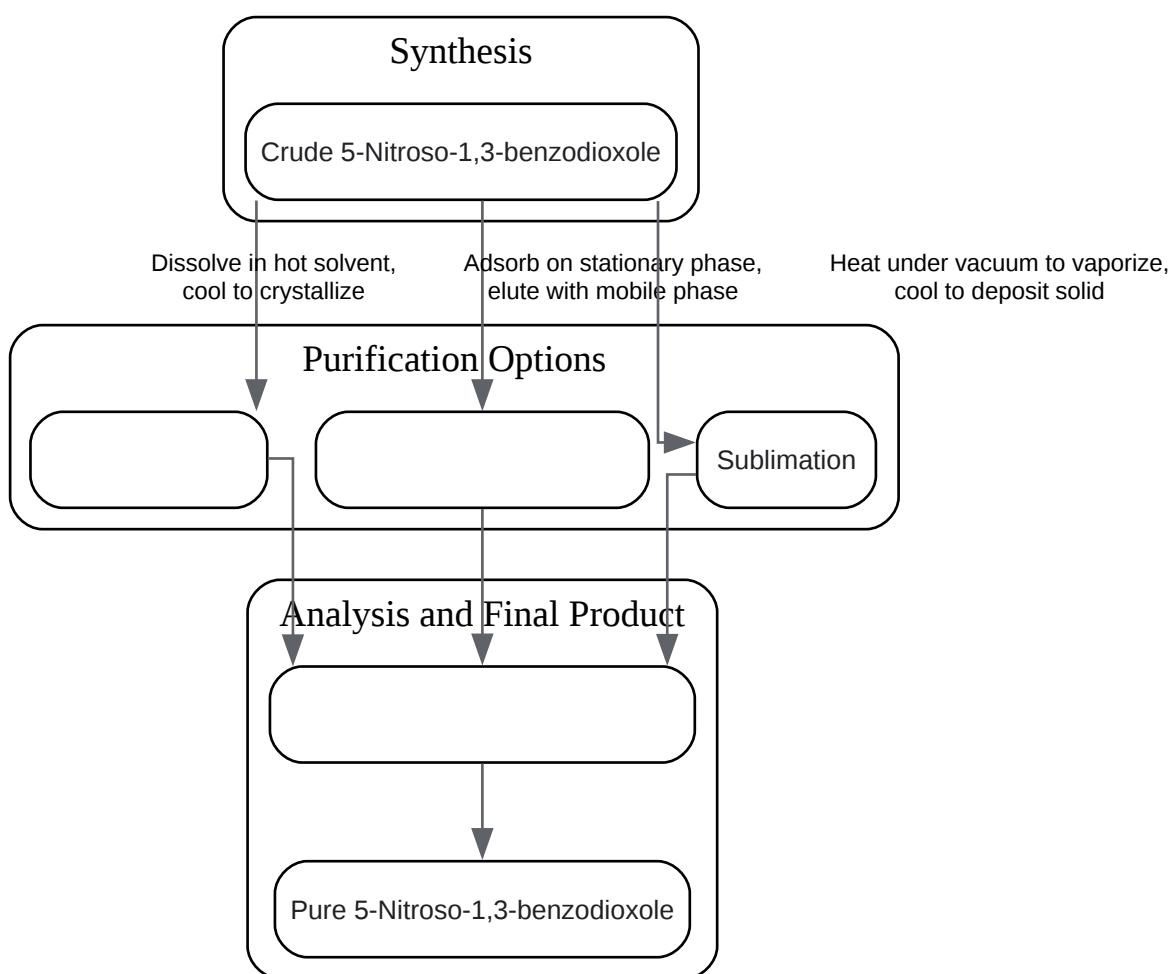 Synthesis
Crude 5-Nitroso-1,3-benzodioxole
Dissolve in hot solvent,
cool to crystallize
Adsorb on stationary phase,
elute with mobile phase
Heat under vacuum to vaporize,
cool to deposit solid
Purification Options
Sublimation
Analysis and Final Product
Pure 5-Nitroso-1,3-benzodioxole